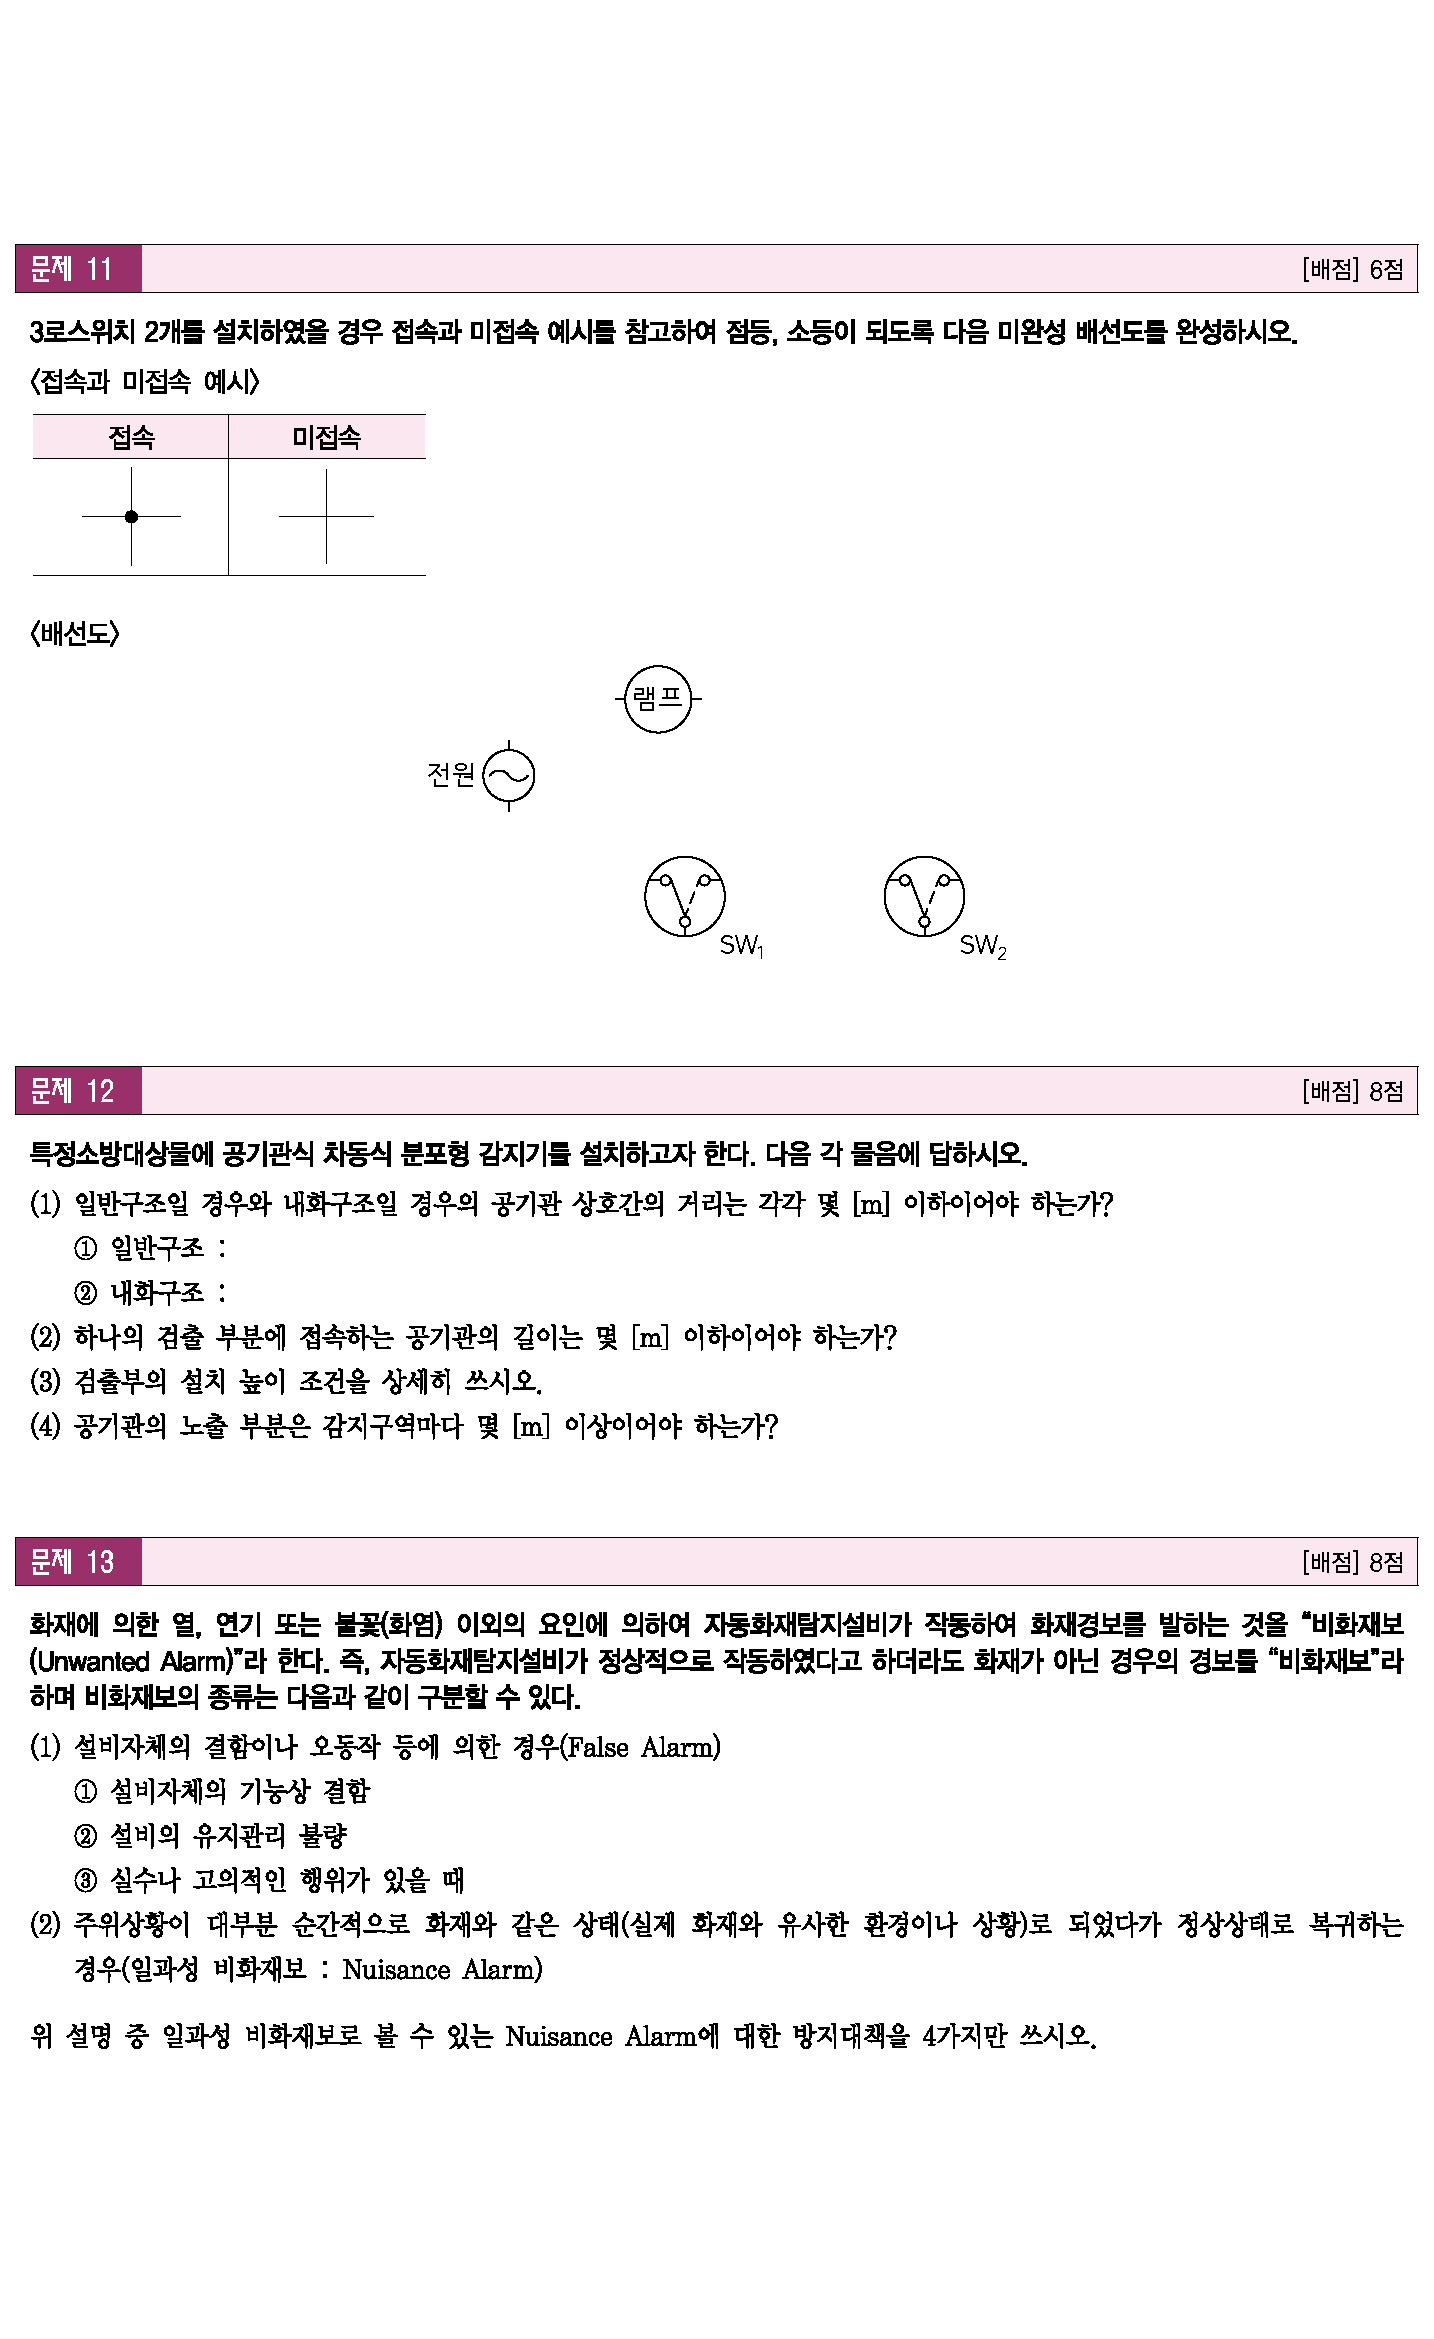 문제 11
[배점] 6점
3로스위치 2개를 설치하였을 경우 접속과 미접속 예시를 참고하여 점등, 소등이 되도록 다음 미완성 배선도를 완성하시오.
〈접속과 미접속 예시〉
접속 미접속
〈배선도〉
램프
전원
SW₁ SW₂
문제 12
[배점] 8점
특정소방대상물에 공기관식 차동식 분포형 감지기를 설치하고자 한다. 다음 각 물음에 답하시오.
(1) 일반구조일 경우와 내화구조일 경우의 공기관 상호간의 거리는 각각 몇 [m] 이하이어야 하는가?
① 일반구조 :
② 내화구조 :
(2) 하나의 검출 부분에 접속하는 공기관의 길이는 몇 [m] 이하이어야 하는가?
(3) 검출부의 설치 높이 조건을 상세히 쓰시오.
(4) 공기관의 노출 부분은 감지구역마다 몇 [m] 이상이어야 하는가?
문제 13
[배점] 8점
화재에 의한 열, 연기 또는 불꽃(화염) 이외의 요인에 의하여 자동화재탐지설비가 작동하여 화재경보를 발하는 것을 “비화재보
(Unwanted Alarm)”라 한다. 즉, 자동화재탐지설비가 정상적으로 작동하였다고 하더라도 화재가 아닌 경우의 경보를 “비화재보”라
하며 비화재보의 종류는 다음과 같이 구분할 수 있다.
(1) 설비자체의 결함이나 오동작 등에 의한 경우(False Alarm)
① 설비자체의 기능상 결함
② 설비의 유지관리 불량
③ 실수나 고의적인 행위가 있을 때
(2) 주위상황이 대부분 순간적으로 화재와 같은 상태(실제 화재와 유사한 환경이나 상황)로 되었다가 정상상태로 복귀하는
경우(일과성 비화재보 : Nuisance Alarm)
위 설명 중 일과성 비화재보로 볼 수 있는 Nuisance Alarm에 대한 방지대책을 4가지만 쓰시오.